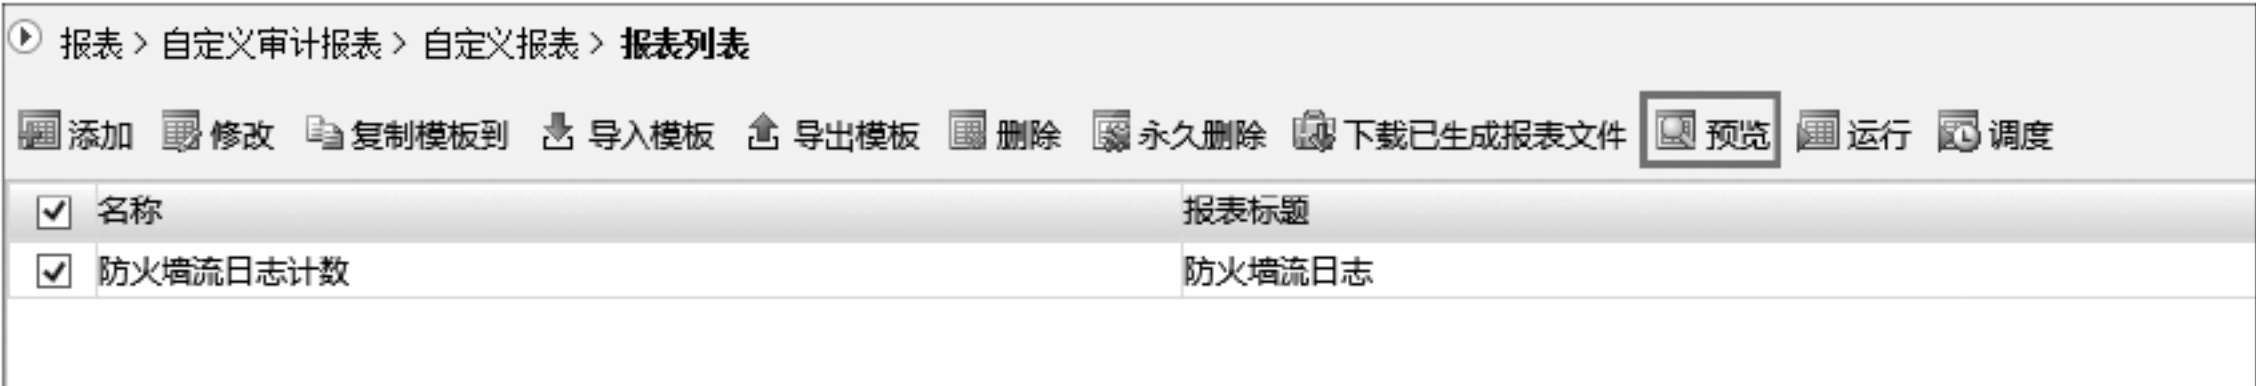 报表 > 自定义审计报表 > 自定义报表 > 报表列表
添加 修改 复制模板到 导入模板 导出模板 删除 永久删除 下载已生成报表文件 预览 运行 调度
名称 报表标题
防火墙流日志计数 防火墙流日志